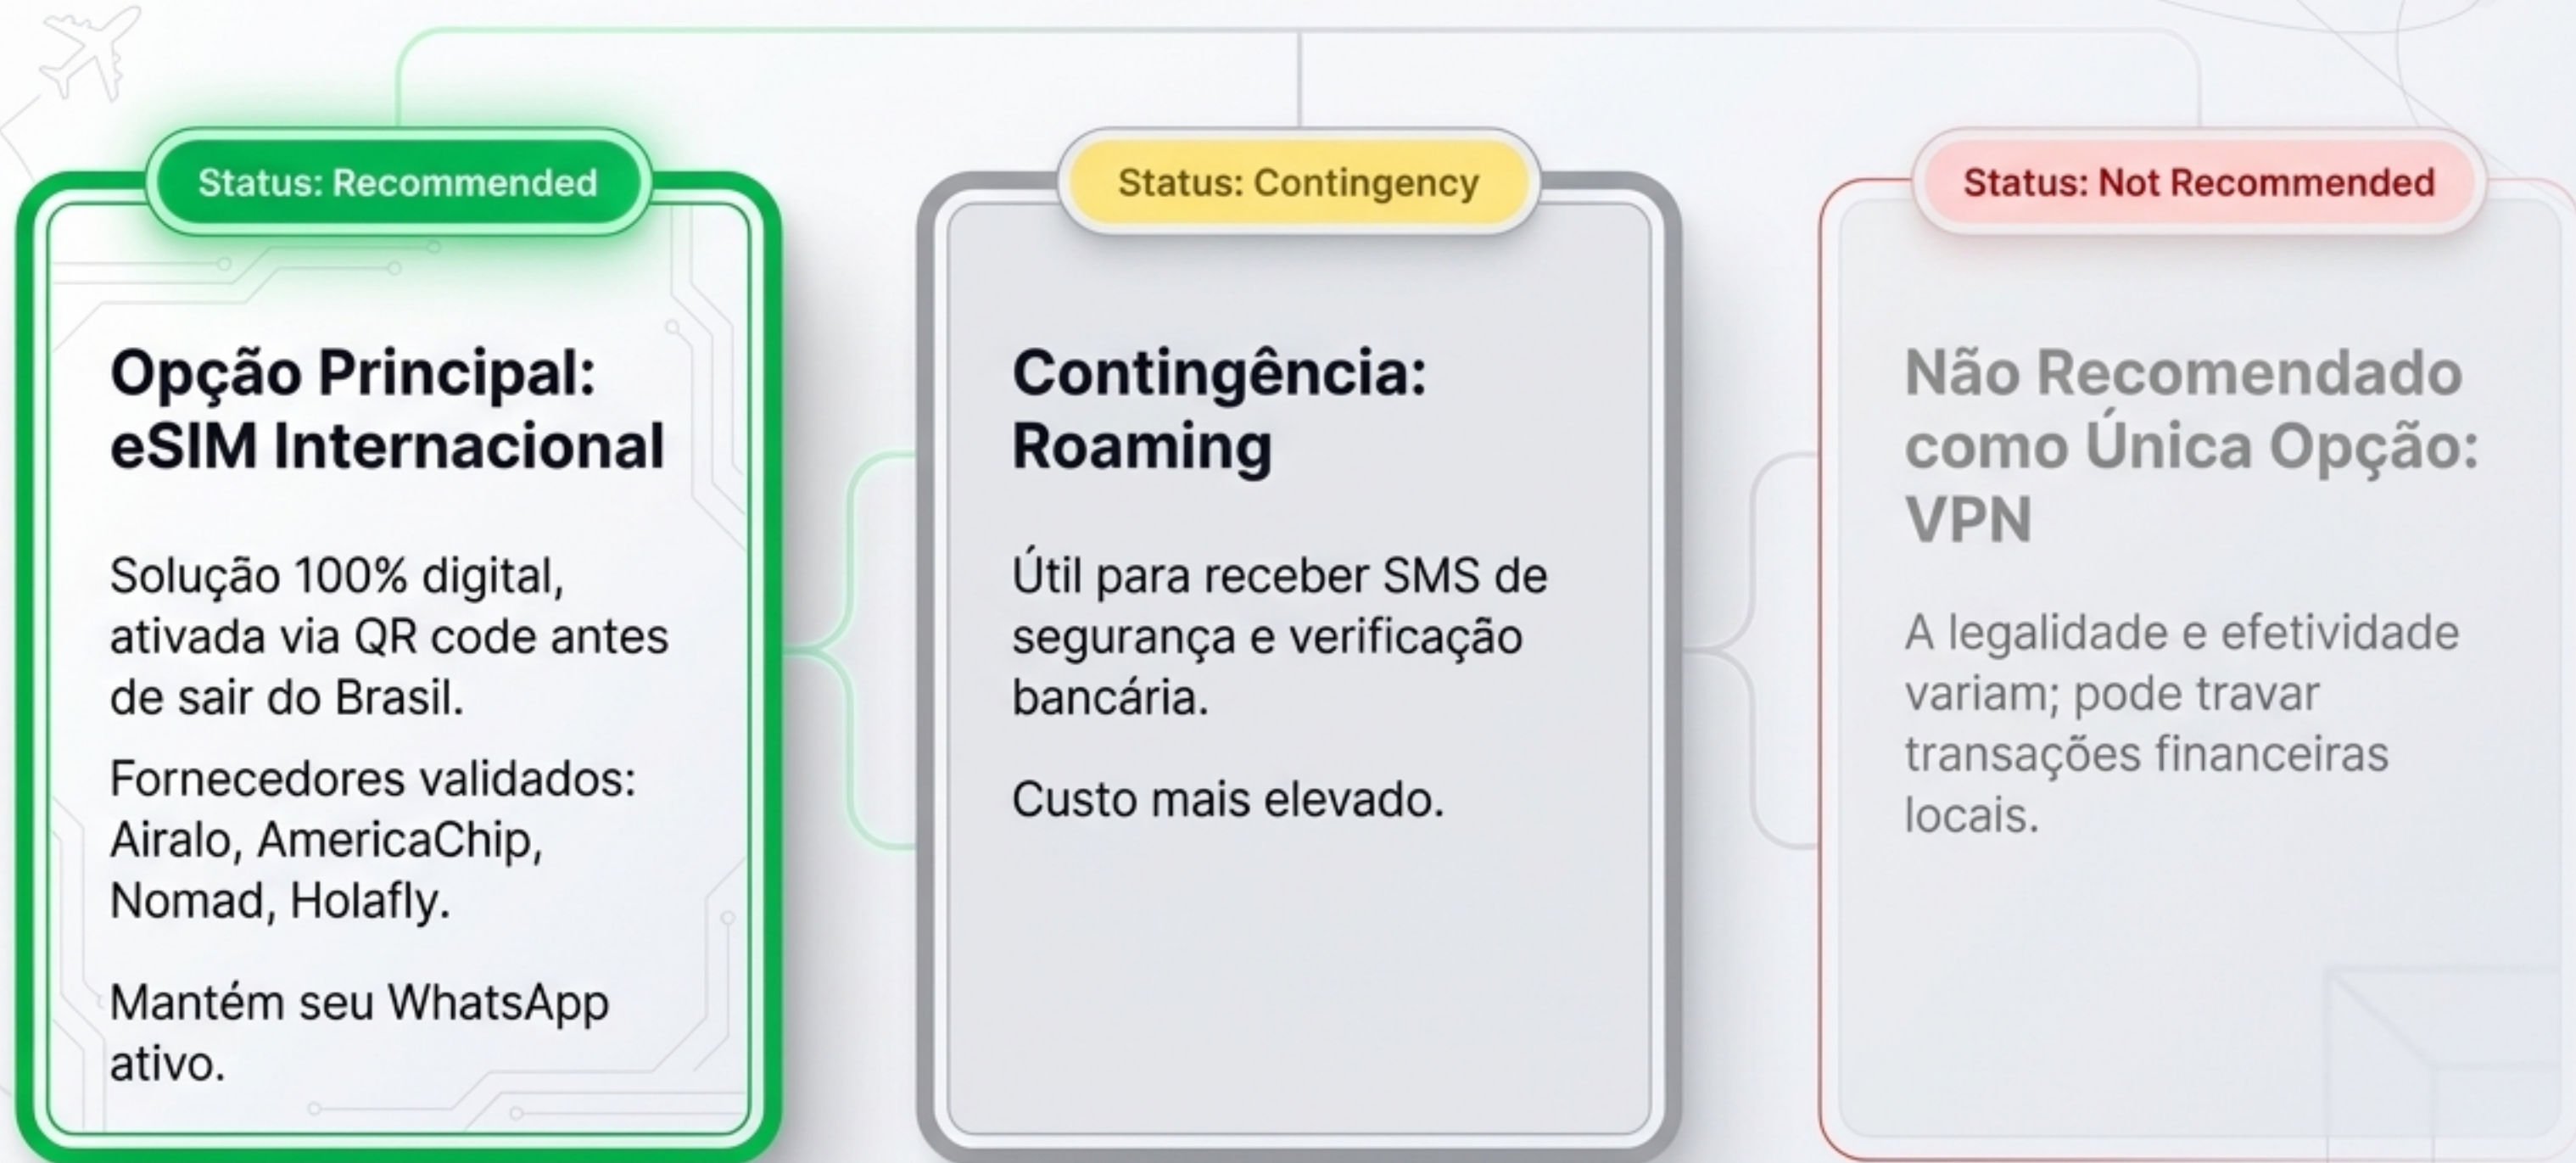 Status: Recommended
Opção Principal:
eSIM Internacional
Solução 100% digital,
ativada via QR code antes
de sair do Brasil.
Fornecedores validados:
Airalo, AmericaChip,
Nomad, Holafly.
Mantém seu WhatsApp
ativo.
Status: Contingency
Contingência:
Roaming
Útil para receber SMS de
segurança e verificação
bancária.
Custo mais elevado.
Status: Not Recommended
Não Recomendado
como Única Opção:
VPN
A legalidade e efetividade
variam; pode travar
transações financeiras
locais.